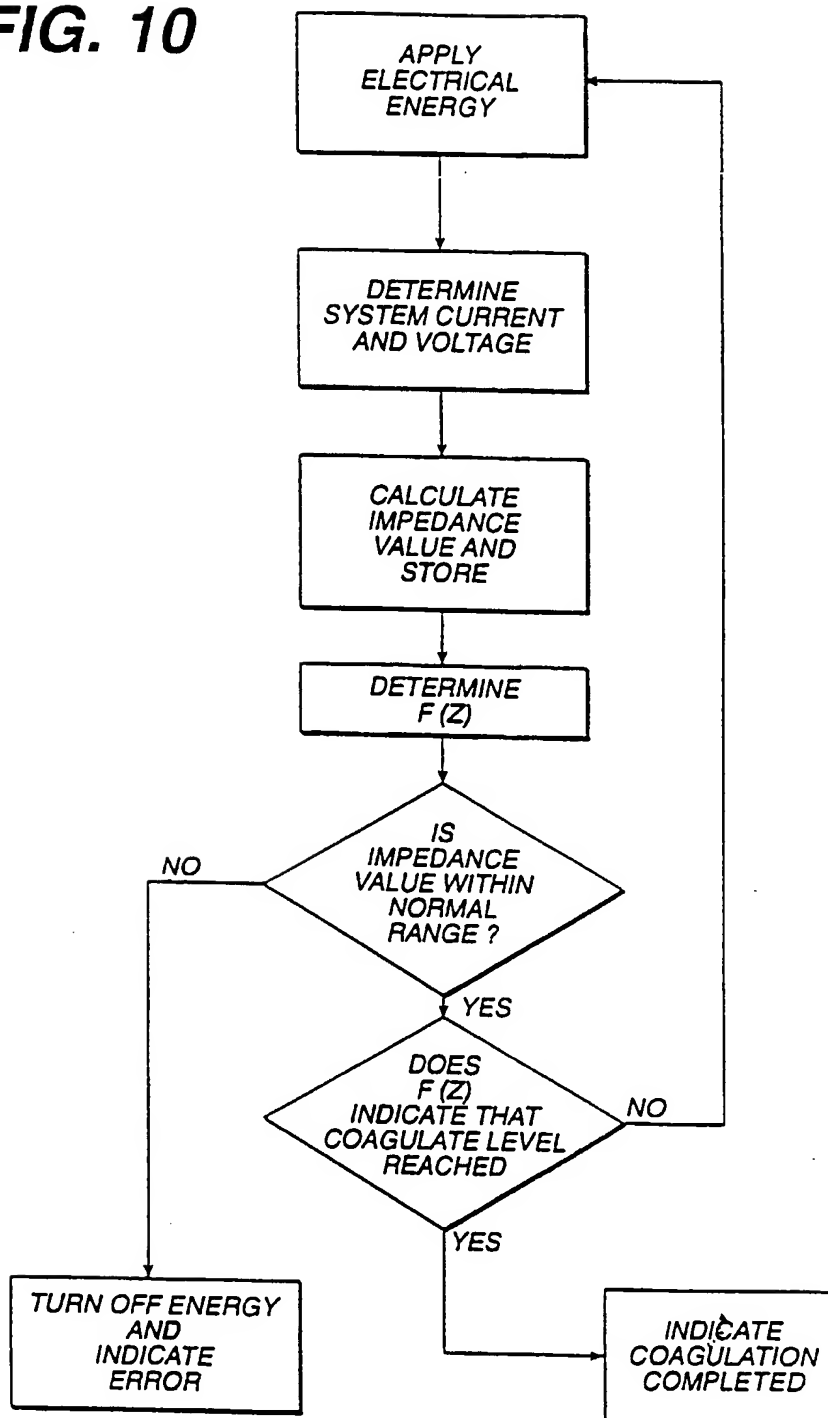 FIG. 10
APPLY
ELECTRICAL
ENERGY
DETERMINE
SYSTEM CURRENT
AND VOLTAGE
CALCULATE
IMPEDANCE
VALUE AND
STORE
DETERMINE
F (Z)
IS
IMPEDANCE
VALUE WITHIN
NORMAL
RANGE ?
NO
YES
DOES
F (Z)
INDICATE THAT
COAGULATE LEVEL
REACHED
NO
YES
TURN OFF ENERGY
AND
INDICATE
ERROR
INDICATE
COAGULATION
COMPLETED